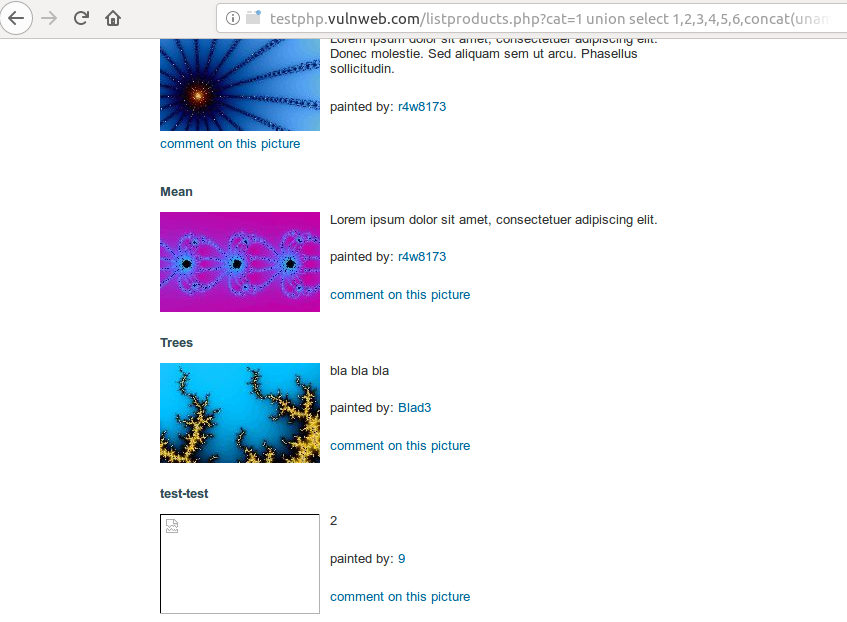 testphp.vulnweb.com/listproducts.php?cat=1 union select 1,2,3,4,5,6,concat(unam
Lorem ipsum dolor sit amet, consectetuer adipiscing elit.
Donec molestie. Sed aliquam sem ut arcu. Phasellus
sollicitudin.
painted by: r4w8173
comment on this picture
Mean
Lorem ipsum dolor sit amet, consectetuer adipiscing elit.
painted by: r4w8173
comment on this picture
Trees
bla bla bla
painted by: Blad3
comment on this picture
test-test
2
painted by: 9
comment on this picture